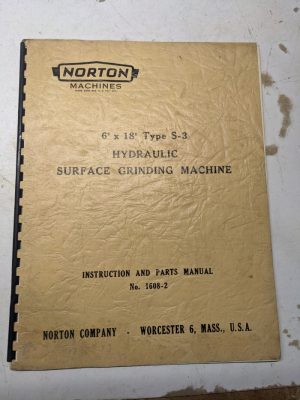 NORTON
MACHINES
6" x 18" Type S-3
HYDRAULIC
SURFACE GRINDING MACHINE
INSTRUCTION AND PARTS MANUAL
No. 1608-2
NORTON COMPANY - WORCESTER 6, MASS., U.S.A.